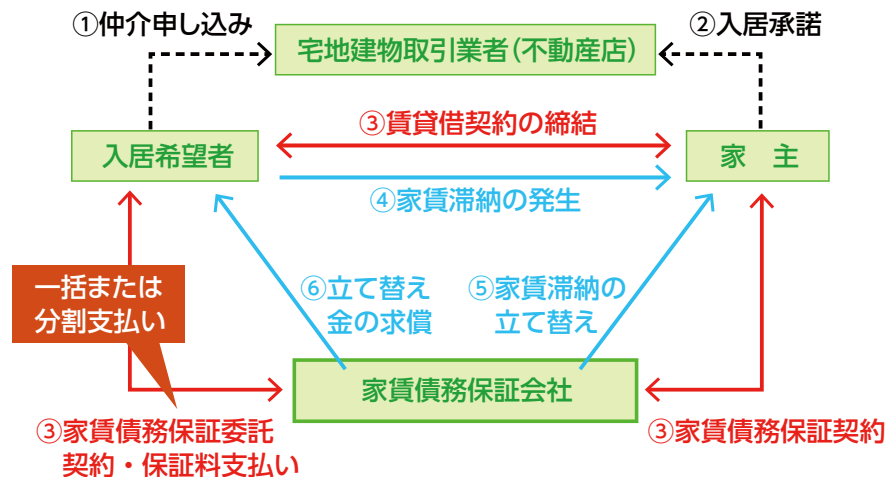 ①仲介申し込み
②入居承諾
宅地建物取引業者(不動産店)
③賃貸借契約の締結
入居希望者
家　主
④家賃滞納の発生
一括または
分割支払い
⑥立て替え
金の求償
⑤家賃滞納の
立て替え
家賃債務保証会社
③家賃債務保証委託
契約・保証料支払い
③家賃債務保証契約